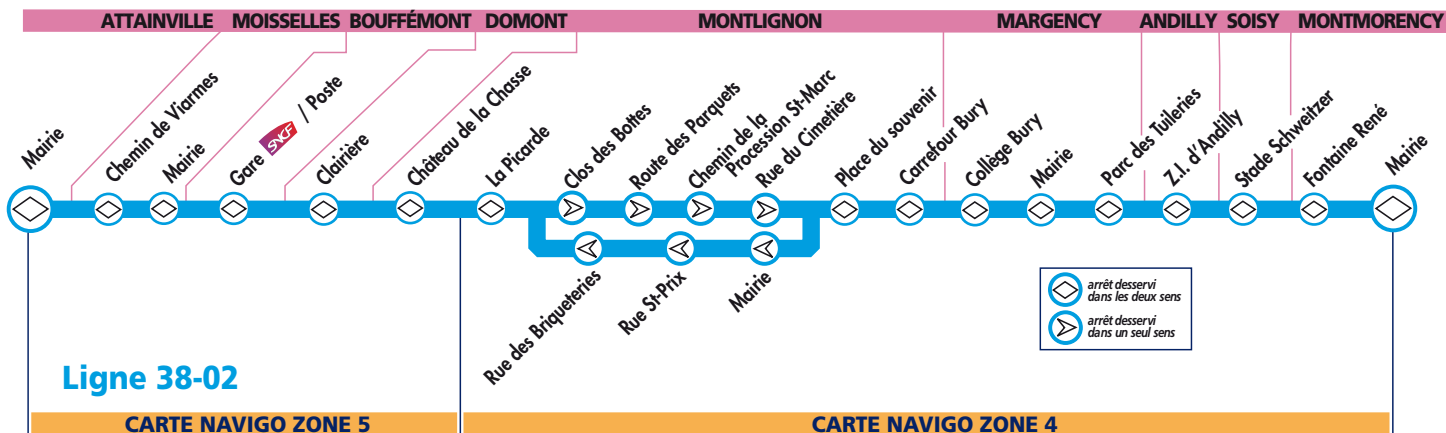 ATTAINVILLE MOISSELLES BOUFFÉMONT DOMONT MONTLIGNON MARGENCY ANDILLY SOISY MONTMORENCY
Mairie
Chemin de Viarmes
Mairie
Gare SNCF / Poste
Clairière
Château de la Chasse
La Picarde
Clos des Bottes
Route des Parquets
Chemin de la
Procession St-Marc
Rue du Cimetière
Place du souvenir
Carrefour Bury
Collège Bury
Mairie
Parc des Tuileries
Z.I. d'Andilly
Stade Schweitzer
Fontaine René
Mairie
Rue des Briqueteries
Rue St-Prix
Mairie
arrêt desservi
dans les deux sens
arrêt desservi
dans un seul sens
Ligne 38-02
CARTE NAVIGO ZONE 5
CARTE NAVIGO ZONE 4